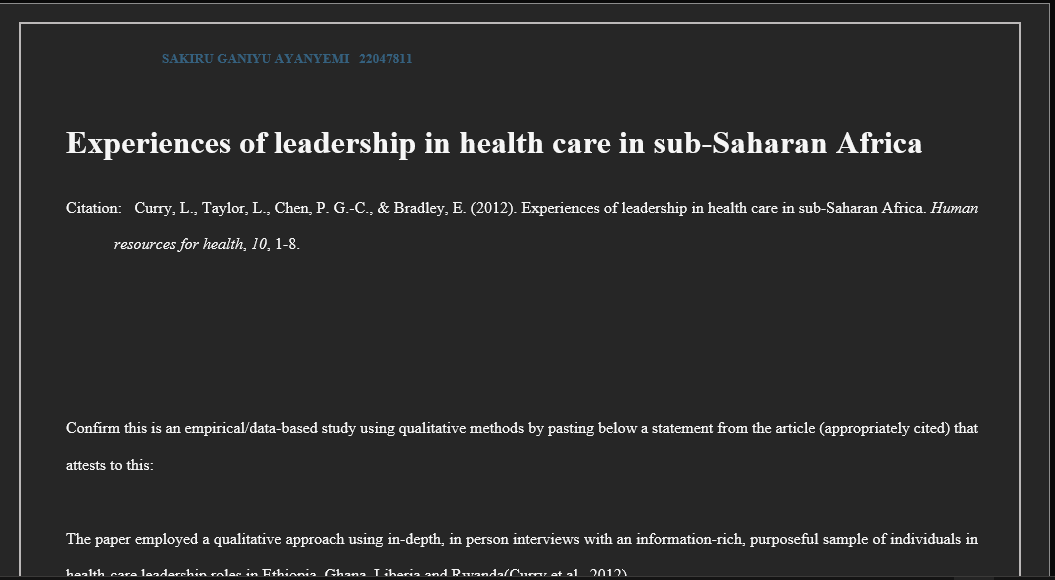 SAKIRU GANIYU AYANYEMI 22047811
Experiences of leadership in health care in sub-Saharan Africa
Citation: Curry, L., Taylor, L., Chen, P. G.-C., & Bradley, E. (2012). Experiences of leadership in health care in sub-Saharan Africa. Human
resources for health, 10, 1-8.
Confirm this is an empirical/data-based study using qualitative methods by pasting below a statement from the article (appropriately cited) that
attests to this:
The paper employed a qualitative approach using in-depth, in person interviews with an information-rich, purposeful sample of individuals in
health-care leadership roles in Ethiopia, Ghana, Liberia and Rwanda(Curry et al., 2012)